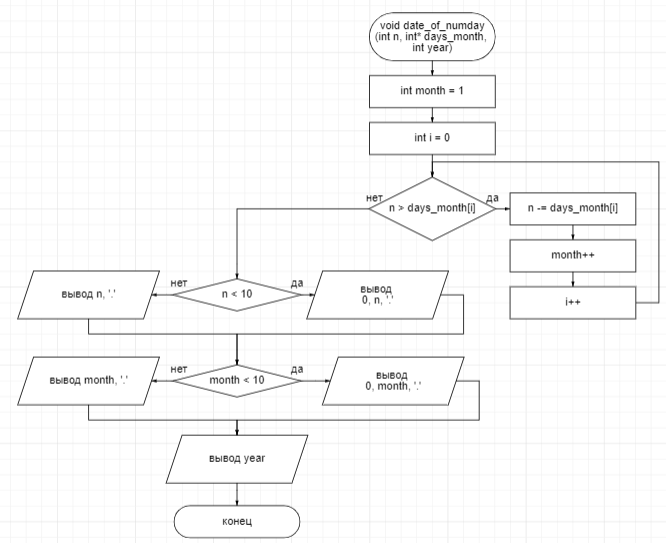 void date_of_numday
(int n, int* days_month,
int year)
int month = 1
int i = 0
нет
n > days_month[i]
да
n -= days_month[i]
month++
i++
вывод n, '.'
нет
n < 10
да
вывод
0, n, '.'
вывод month, '.'
нет
month < 10
да
вывод
0, month, '.'
вывод year
конец